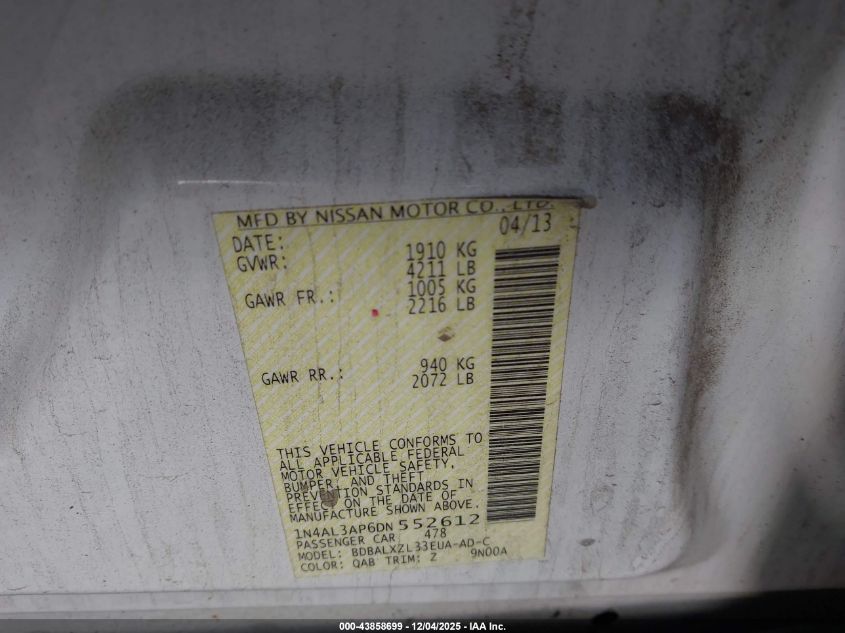 MFD BY NISSAN MOTOR CO., LTD.
DATE: 04/13
GVWR: 1910 KG
4211 LB
GAWR FR.: 1005 KG
2216 LB
GAWR RR.: 940 KG
2072 LB
THIS VEHICLE CONFORMS TO
ALL APPLICABLE FEDERAL
MOTOR VEHICLE SAFETY,
BUMPER, AND THEFT
PREVENTION STANDARDS IN
EFFECT ON THE DATE OF
MANUFACTURE SHOWN ABOVE.
1N4AL3AP6DN 552612
PASSENGER CAR 478
MODEL: BDBALXZL33EUA-AD-C
COLOR: QAB TRIM: Z 9N00A
000-43858699 - 12/04/2025 - IAA Inc.